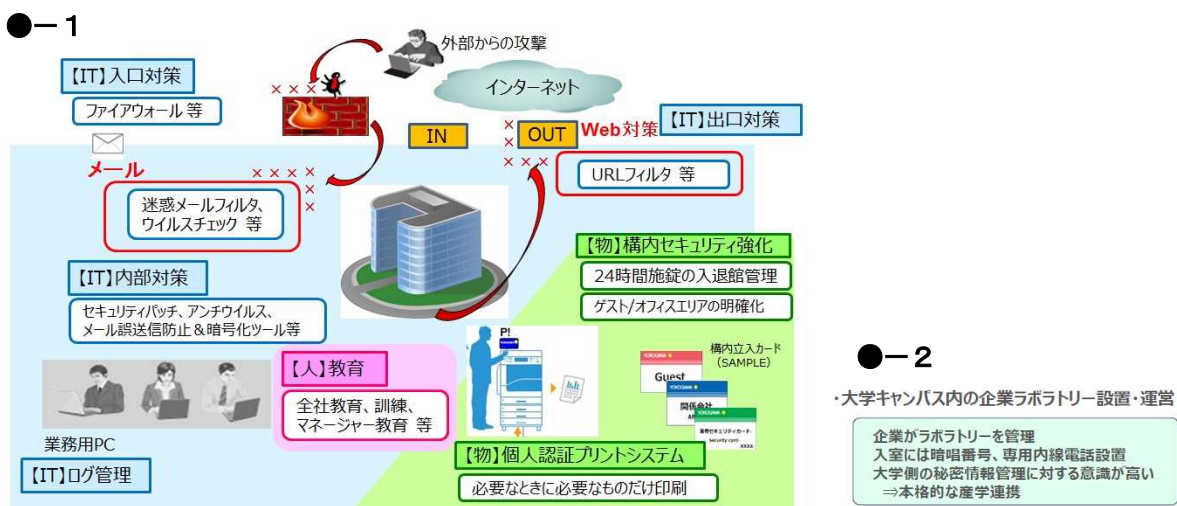 ●－１
外部からの攻撃
【IT】入口対策
インターネット
ファイアウォール 等
× × ×
IN
×
×
× × ×
OUT
Web対策
【IT】出口対策
メール
× × × ×
×
×
URLフィルタ 等
迷惑メールフィルタ、
ウイルスチェック 等
【物】構内セキュリティ強化
【IT】内部対策
24時間施錠の入退館管理
セキュリティパッチ、アンチウイルス、
メール誤送信防止＆暗号化ツール等
ゲスト/オフィスエリアの明確化
P!
構内立入カード
（SAMPLE）
【人】教育
YOKOGAWA
Guest
YOKOGAWA
関係会社
YOKOGAWA
Security card
XXXX
全社教育、訓練、
マネージャー教育 等
業務用PC
【物】個人認証プリントシステム
【IT】ログ管理
必要なときに必要なものだけ印刷
●－２
・大学キャンパス内の企業ラボラトリー設置・運営
企業がラボラトリーを管理
入室には暗唱番号、専用内線電話設置
大学側の秘密情報管理に対する意識が高い
⇒本格的な産学連携